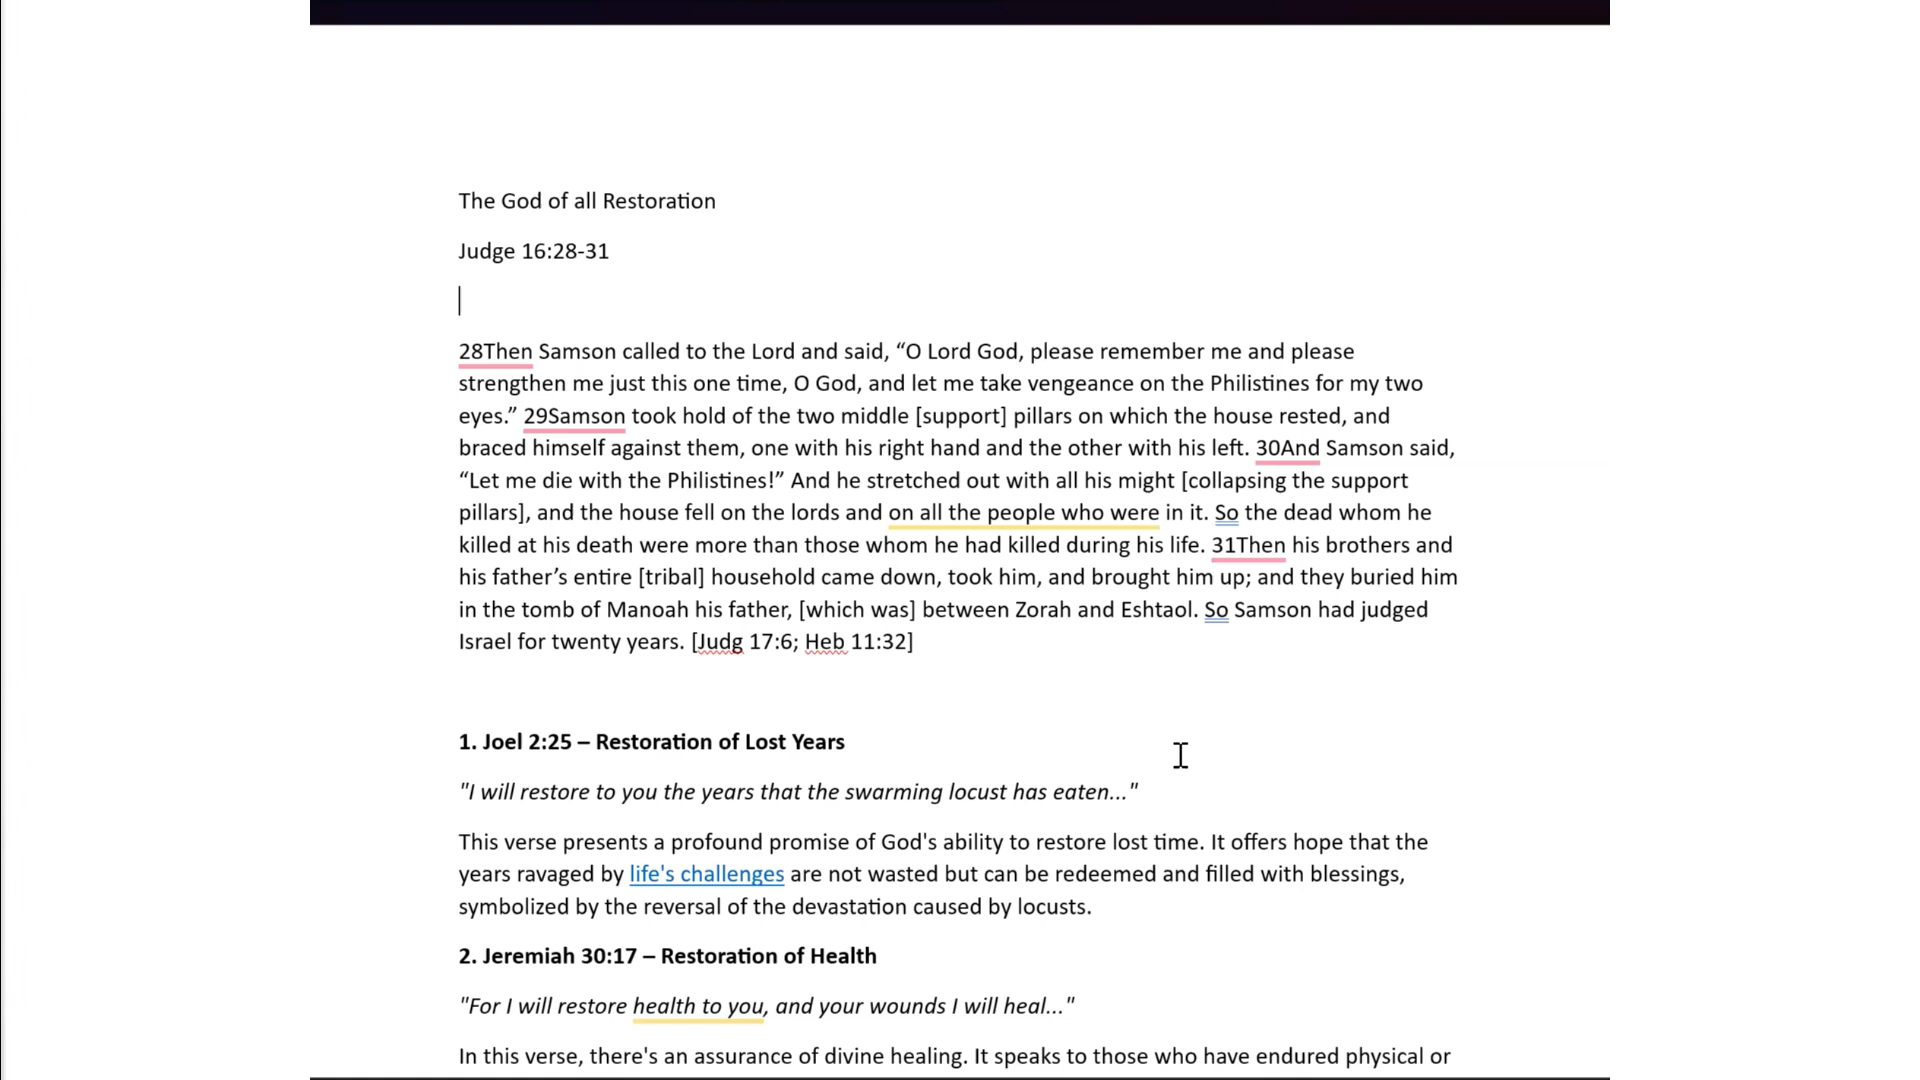 The God of all Restoration
Judge 16:28-31
28Then Samson called to the Lord and said, “O Lord God, please remember me and please
strengthen me just this one time, O God, and let me take vengeance on the Philistines for my two
eyes.” 29Samson took hold of the two middle [support] pillars on which the house rested, and
braced himself against them, one with his right hand and the other with his left. 30And Samson said,
“Let me die with the Philistines!” And he stretched out with all his might [collapsing the support
pillars], and the house fell on the lords and on all the people who were in it. So the dead whom he
killed at his death were more than those whom he had killed during his life. 31Then his brothers and
his father’s entire [tribal] household came down, took him, and brought him up; and they buried him
in the tomb of Manoah his father, [which was] between Zorah and Eshtaol. So Samson had judged
Israel for twenty years. [Judg 17:6; Heb 11:32]
1. Joel 2:25 – Restoration of Lost Years
"I will restore to you the years that the swarming locust has eaten..."
This verse presents a profound promise of God's ability to restore lost time. It offers hope that the
years ravaged by life's challenges are not wasted but can be redeemed and filled with blessings,
symbolized by the reversal of the devastation caused by locusts.
2. Jeremiah 30:17 – Restoration of Health
"For I will restore health to you, and your wounds I will heal..."
In this verse, there's an assurance of divine healing. It speaks to those who have endured physical or